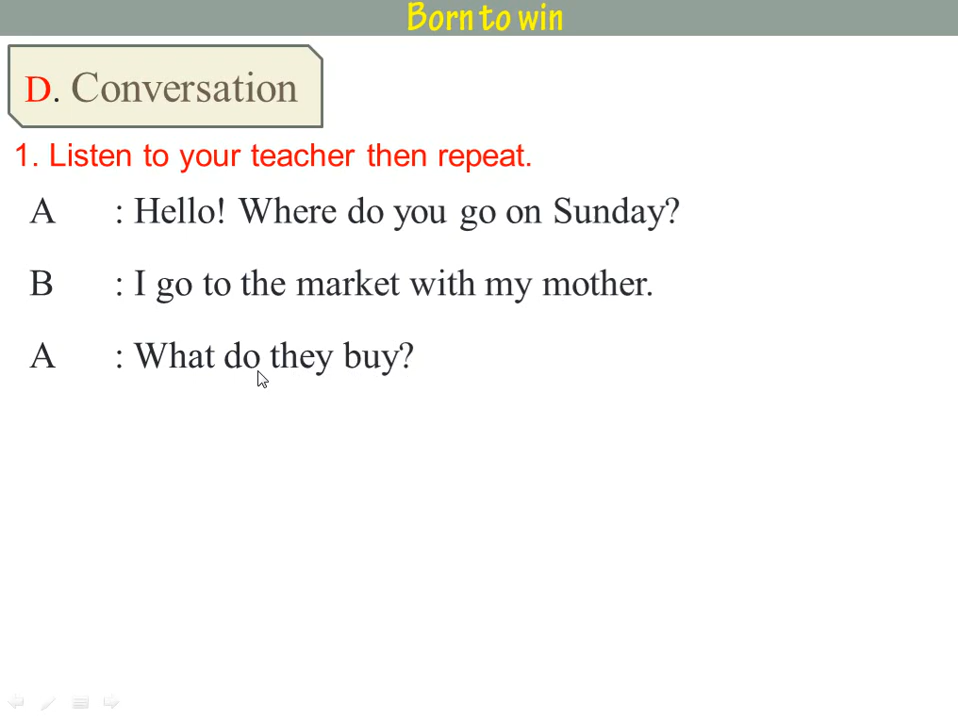 Born to win
D. Conversation
1. Listen to your teacher then repeat.
A : Hello! Where do you go on Sunday?
B : I go to the market with my mother.
A : What do they buy?